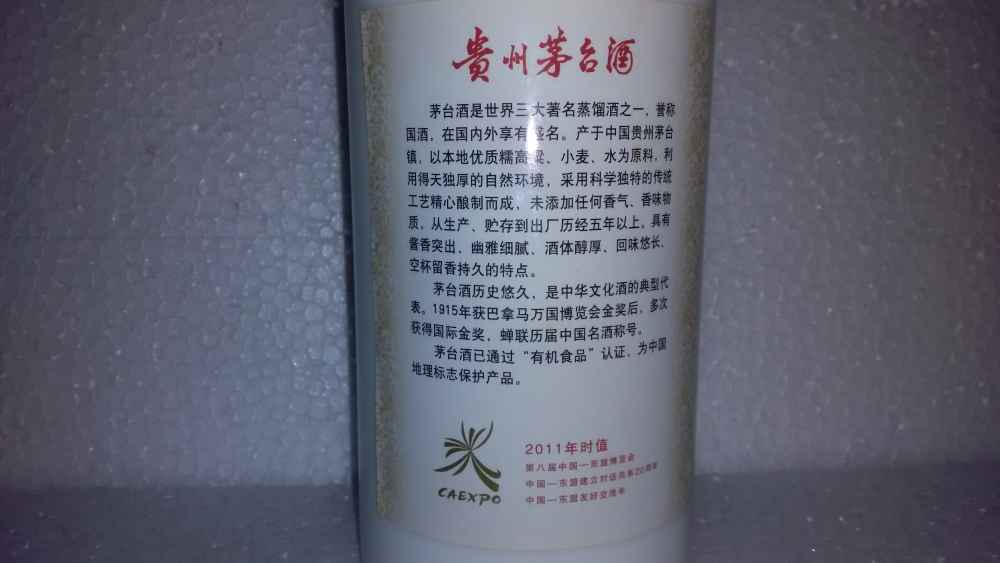 貴州茅台酒
茅台酒是世界三大著名蒸馏酒之一，誉称
国酒，在国内外享有盛名。产于中国贵州茅台
镇，以本地优质糯高粱、小麦、水为原料，利
用得天独厚的自然环境，采用科学独特的传统
工艺精心酿制而成，未添加任何香气、香味物
质。从生产、贮存到出厂历经五年以上。具有
酱香突出、幽雅细腻、酒体醇厚、回味悠长、
空杯留香持久的特点。
茅台酒历史悠久，是中华文化酒的典型代
表。1915年获巴拿马万国博览会金奖后，多次
获得国际金奖，蝉联历届中国名酒称号。
茅台酒已通过“有机食品”认证，为中国
地理标志保护产品。
CAEXPO
2011年时值
第八届中国—东盟博览会
中国—东盟建立对话关系20周年
中国—东盟友好交流年